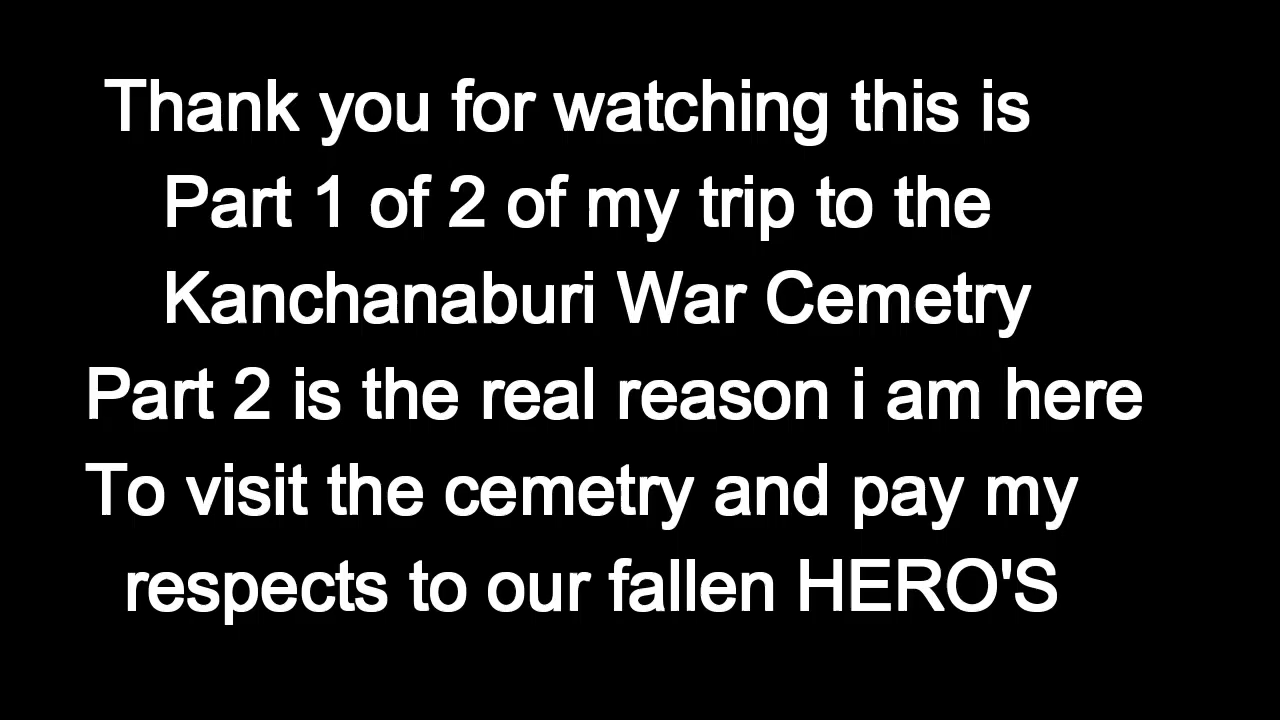 Thank you for watching this is
Part 1 of 2 of my trip to the
Kanchanaburi War Cemetry
Part 2 is the real reason i am here
To visit the cemetry and pay my
respects to our fallen HERO'S